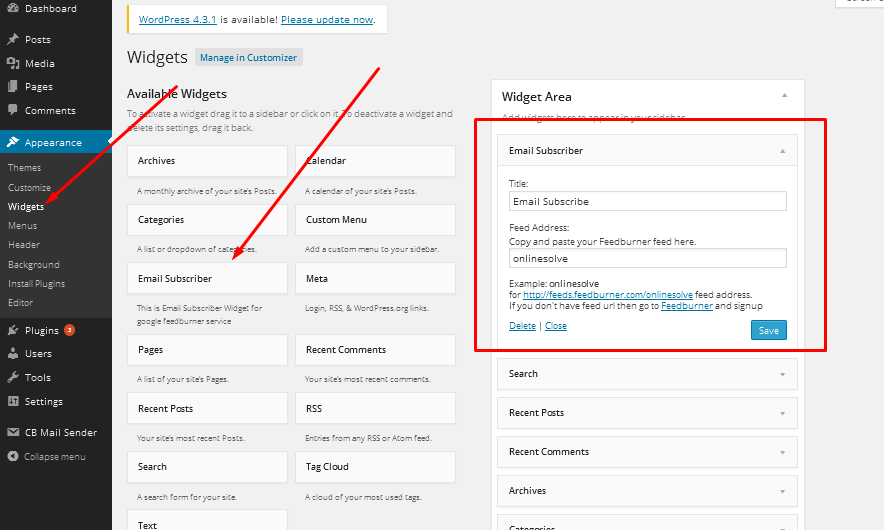 Dashboard
Posts
Media
Pages
Comments
Appearance
Themes
Customize
Widgets
Menus
Header
Background
Install Plugins
Editor
Plugins 3
Users
Tools
Settings
CB Mail Sender
Collapse menu
WordPress 4.3.1 is available! Please update now.
Widgets Manage in Customizer
Available Widgets
To activate a widget drag it to a sidebar or click on it. To deactivate a widget and
delete its settings, drag it back.
Archives
A monthly archive of your site's Posts.
Calendar
A calendar of your site's Posts.
Categories
A list or dropdown of categories.
Custom Menu
Add a custom menu to your sidebar.
Email Subscriber
This is Email Subscriber Widget for
google feedburner service
Meta
Login, RSS, & WordPress.org links.
Pages
A list of your site's Pages.
Recent Comments
Your site's most recent comments.
Recent Posts
Your site's most recent Posts.
RSS
Entries from any RSS or Atom feed.
Search
A search form for your site.
Tag Cloud
A cloud of your most used tags.
Text
Widget Area
Add widgets here to appear in your sidebar.
Email Subscriber
Title:
Email Subscribe
Feed Address:
Copy and paste your Feedburner feed here.
onlinesolve
Example: onlinesolve
for http://feeds.feedburner.com/onlinesolve feed address.
If you don't have feed url then go to Feedburner and signup
Delete | Close
Save
Search
Recent Posts
Recent Comments
Archives
Categories